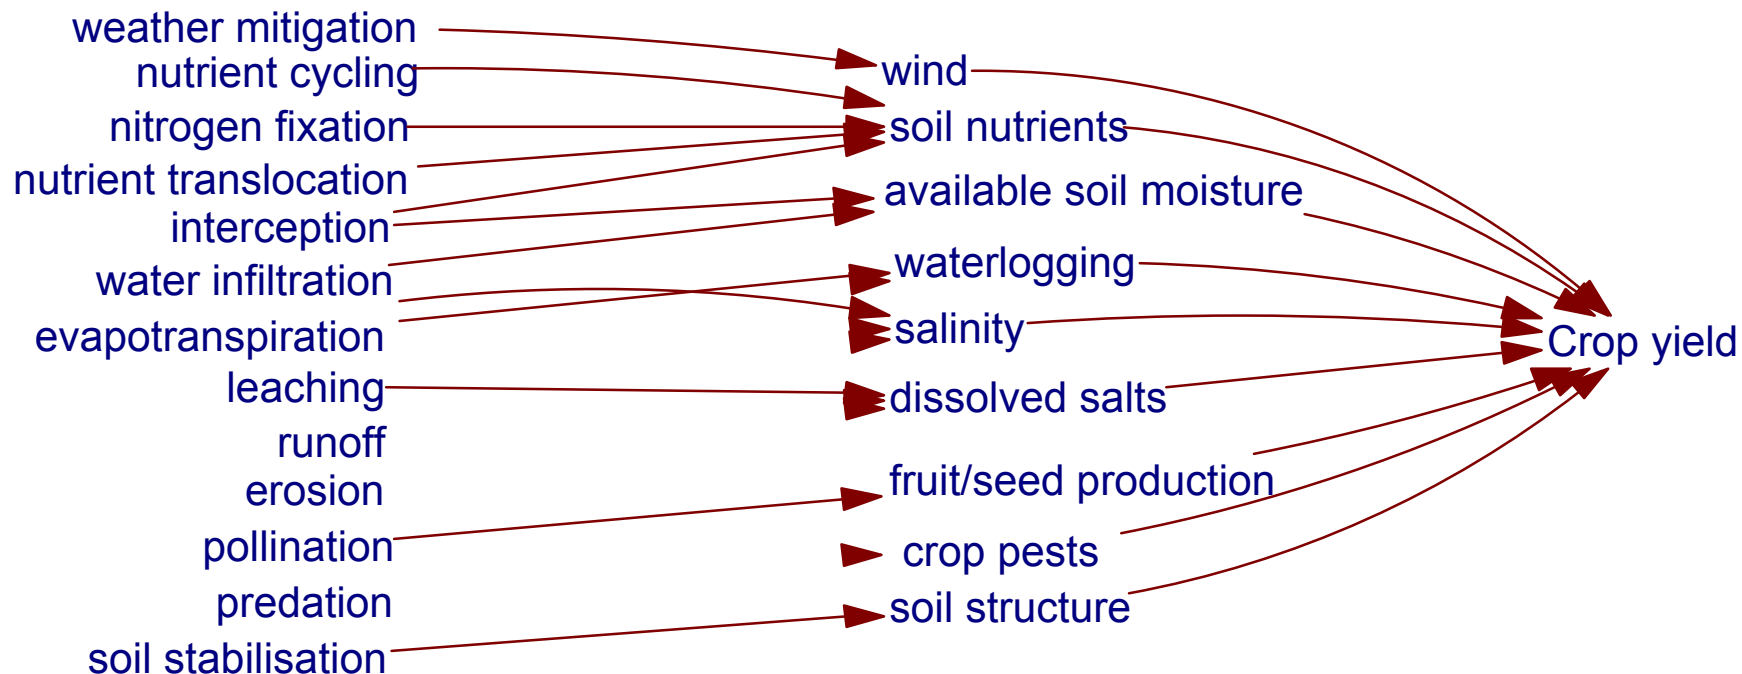 weather mitigation
nutrient cycling
nitrogen fixation
nutrient translocation
interception
water infiltration
evapotranspiration
leaching
runoff
erosion
pollination
predation
soil stabilisation
wind
soil nutrients
available soil moisture
waterlogging
salinity
dissolved salts
fruit/seed production
crop pests
soil structure
Crop yield